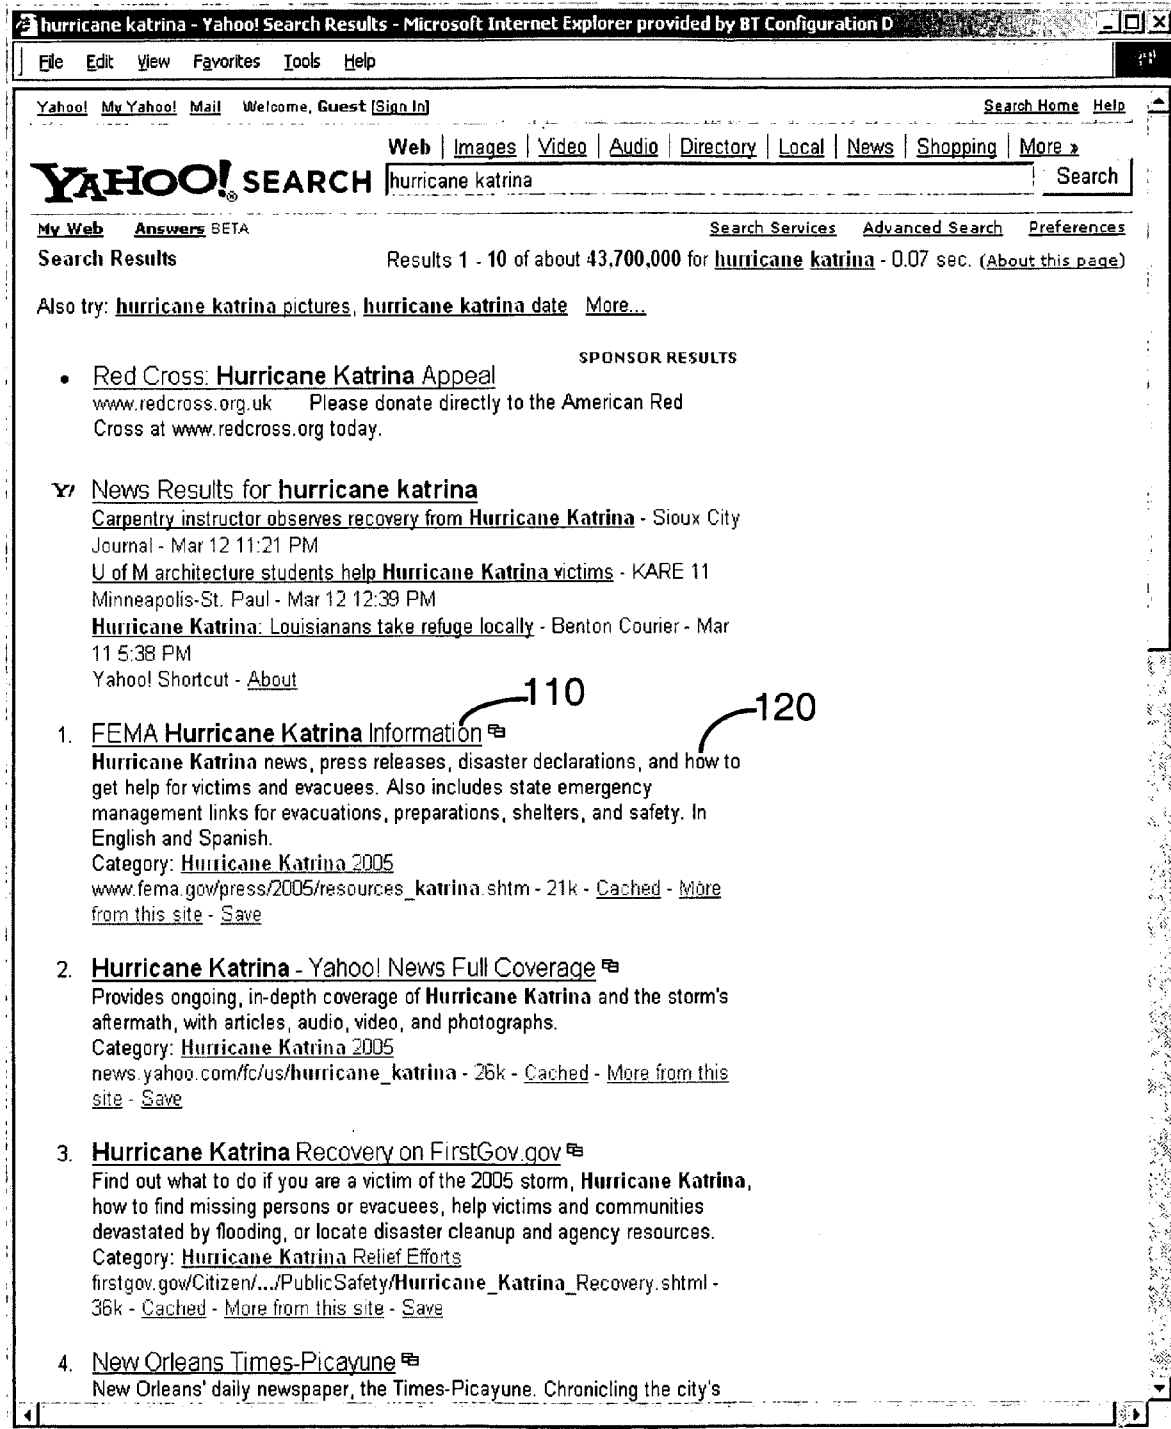 hurricane katrina - Yahoo! Search Results - Microsoft Internet Explorer provided by BT Configuration D
File Edit View Favorites Tools Help
Yahoo! My Yahoo! Mail Welcome, Guest [Sign In] Search Home Help
Web | Images | Video | Audio | Directory | Local | News | Shopping | More »
YAHOO!® SEARCH hurricane katrina Search
My Web Answers BETA Search Services Advanced Search Preferences
Search Results Results 1 - 10 of about 43,700,000 for hurricane katrina - 0.07 sec. (About this page)
Also try: hurricane katrina pictures, hurricane katrina date More...
SPONSOR RESULTS
• Red Cross: Hurricane Katrina Appeal
www.redcross.org.uk Please donate directly to the American Red
Cross at www.redcross.org today.
Y! News Results for hurricane katrina
Carpentry instructor observes recovery from Hurricane Katrina - Sioux City
Journal - Mar 12 11:21 PM
U of M architecture students help Hurricane Katrina victims - KARE 11
Minneapolis-St. Paul - Mar 12 12:39 PM
Hurricane Katrina: Louisianans take refuge locally - Benton Courier - Mar
11 5:38 PM
Yahoo! Shortcut - About
110
120
1. FEMA Hurricane Katrina Information
Hurricane Katrina news, press releases, disaster declarations, and how to
get help for victims and evacuees. Also includes state emergency
management links for evacuations, preparations, shelters, and safety. In
English and Spanish.
Category: Hurricane Katrina 2005
www.fema.gov/press/2005/resources_katrina.shtm - 21k - Cached - More
from this site - Save
2. Hurricane Katrina - Yahoo! News Full Coverage
Provides ongoing, in-depth coverage of Hurricane Katrina and the storm's
aftermath, with articles, audio, video, and photographs.
Category: Hurricane Katrina 2005
news.yahoo.com/fc/us/hurricane_katrina - 26k - Cached - More from this
site - Save
3. Hurricane Katrina Recovery on FirstGov.gov
Find out what to do if you are a victim of the 2005 storm, Hurricane Katrina,
how to find missing persons or evacuees, help victims and communities
devastated by flooding, or locate disaster cleanup and agency resources.
Category: Hurricane Katrina Relief Efforts
firstgov.gov/Citizen/.../PublicSafety/Hurricane_Katrina_Recovery.shtml -
36k - Cached - More from this site - Save
4. New Orleans Times-Picayune
New Orleans' daily newspaper, the Times-Picayune. Chronicling the city's